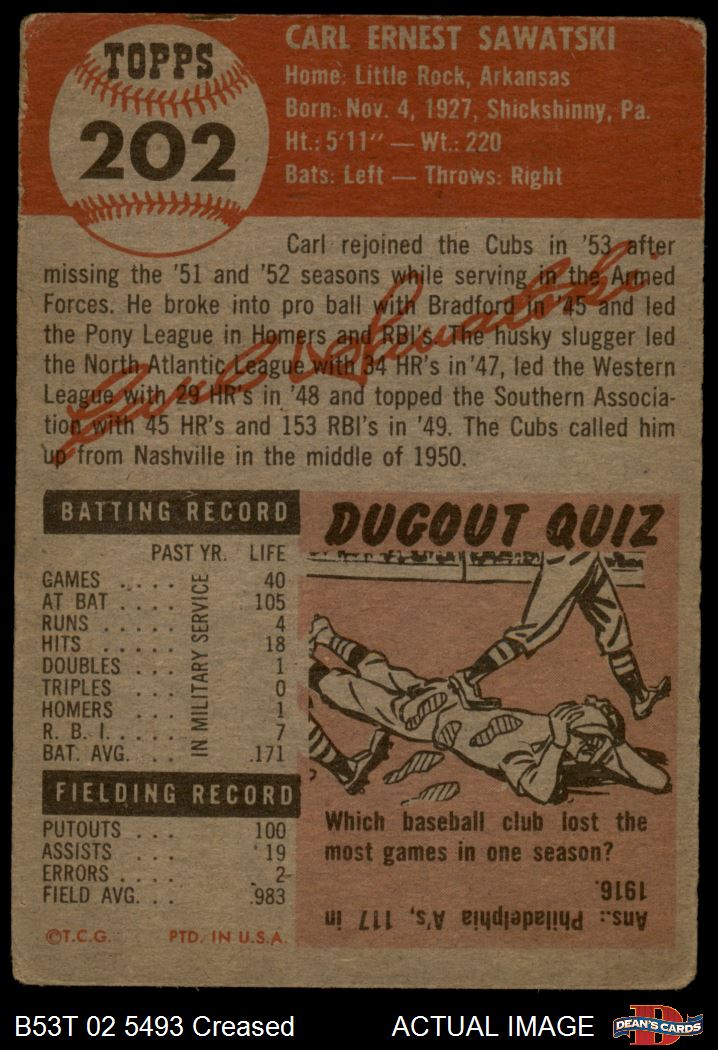 TOPPS
202
CARL ERNEST SAWATSKI
Home: Little Rock, Arkansas
Born: Nov. 4, 1927, Shickshinny, Pa.
Ht.: 5'11" — Wt.: 220
Bats: Left — Throws: Right
Carl rejoined the Cubs in '53 after
missing the '51 and '52 seasons while serving in the Armed
Forces. He broke into pro ball with Bradford in '45 and led
the Pony League in Homers and RBI's. The husky slugger led
the North Atlantic League with 34 HR's in '47, led the Western
League with 29 HR's in '48 and topped the Southern Associa-
tion with 45 HR's and 153 RBI's in '49. The Cubs called him
up from Nashville in the middle of 1950.
Carl Sawatski
BATTING RECORD
PAST YR. LIFE
GAMES . . . . 40
AT BAT . . . . 105
RUNS . . . . . 4
HITS . . . . . 18
DOUBLES . . . 1
TRIPLES . . . 0
HOMERS . . . 1
R. B. I. . . . . 7
BAT. AVG. . . . .171
IN MILITARY SERVICE
FIELDING RECORD
PUTOUTS . . . 100
ASSISTS . . . 19
ERRORS . . . . 2
FIELD AVG. . . . .983
©T.C.G. PTD. IN U.S.A.
DUGOUT QUIZ
Which baseball club lost the
most games in one season?
Ans.: Philadelphia A's, 117 in
1916.
B53T 02 5493 Creased
ACTUAL IMAGE
DEAN'S CARDS